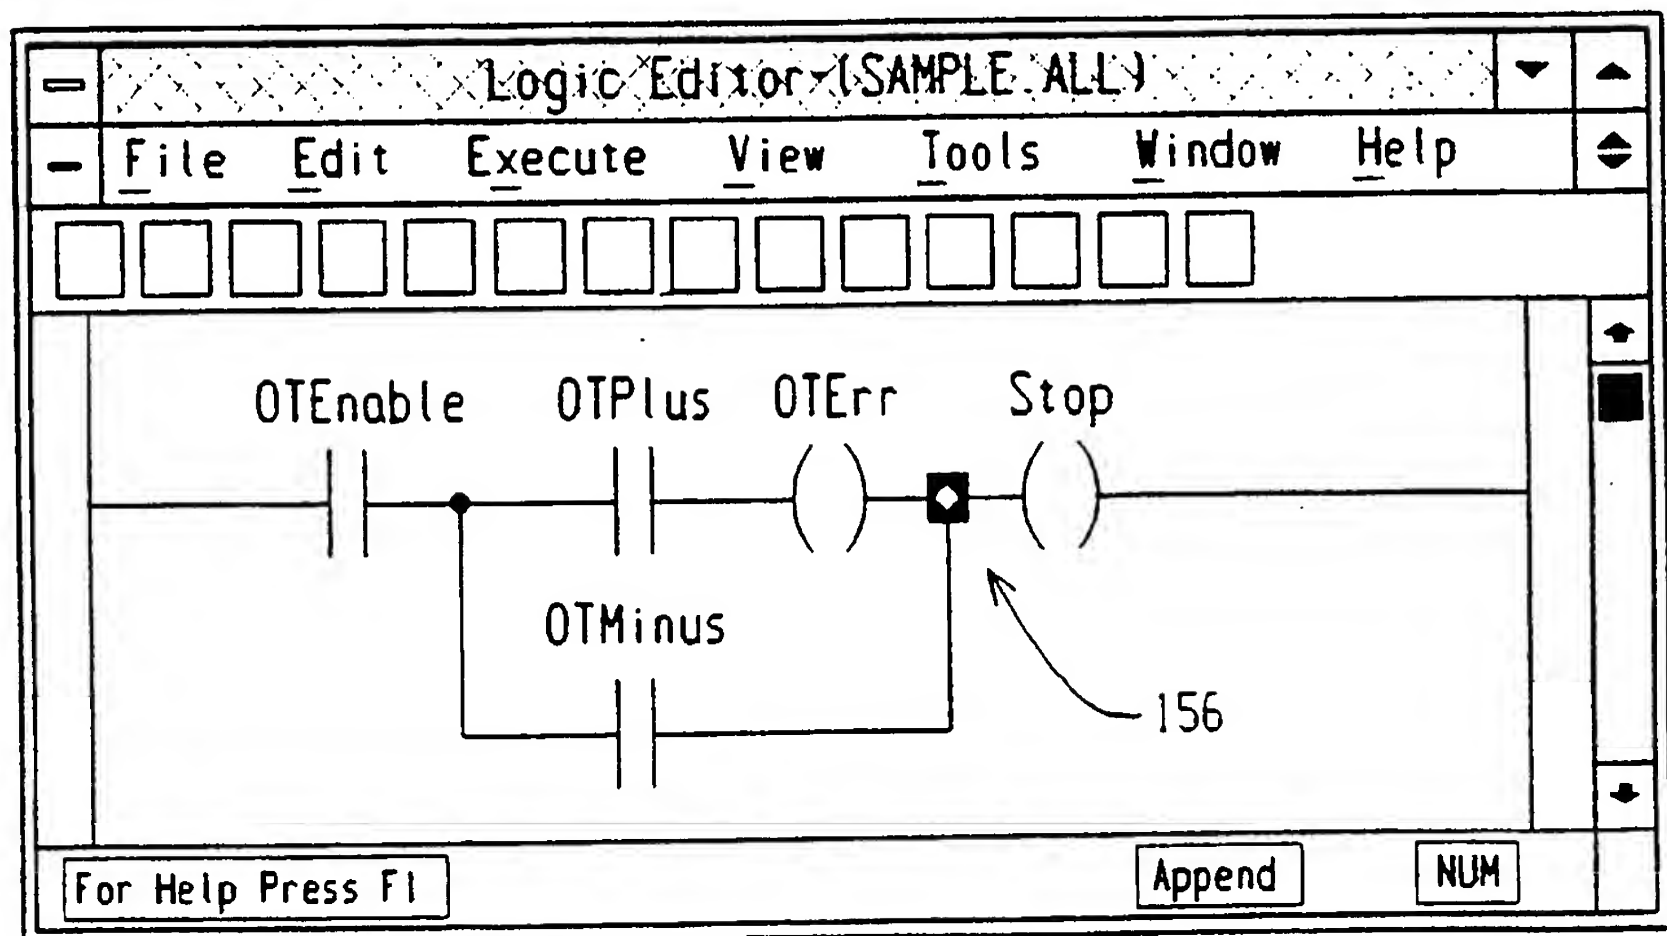 Logic Editor-(SAMPLE.ALL)
File Edit Execute View Tools Window Help
OTEnable OTPlus OTErr Stop
OTMinus
156
For Help Press F1 Append NUM